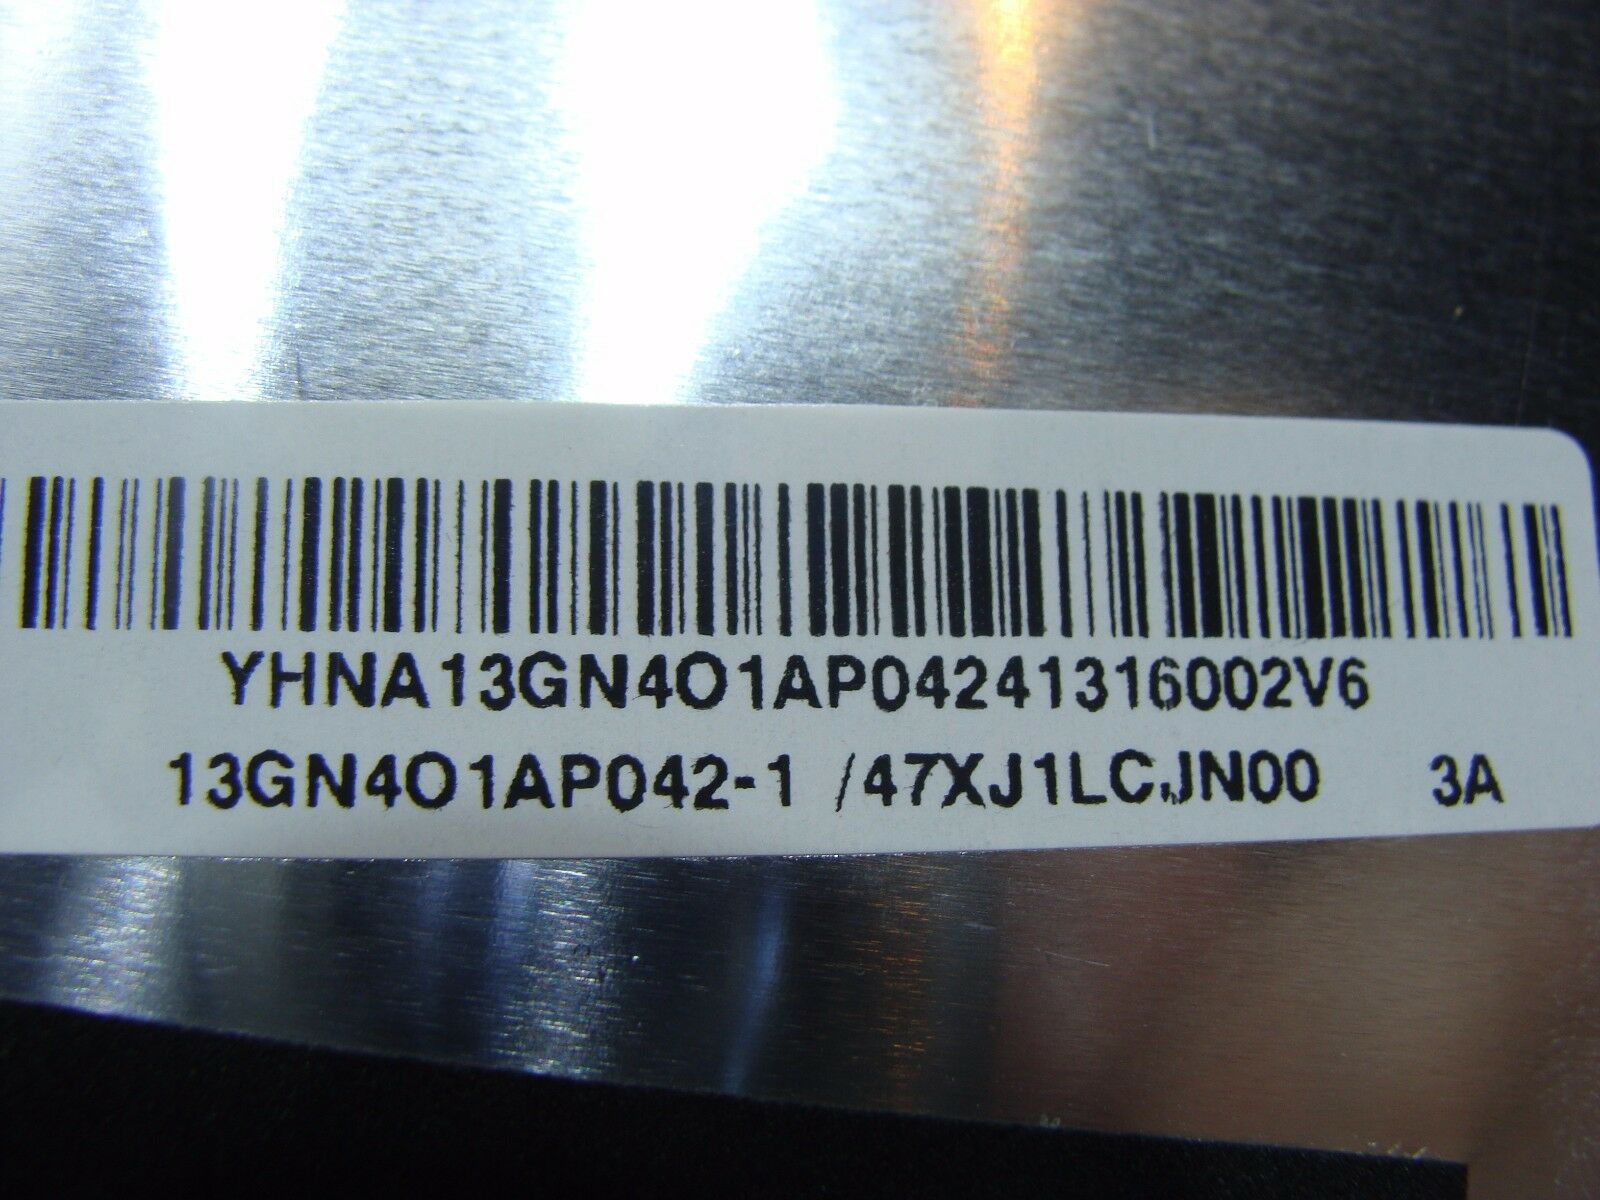 YHNA13GN4O1AP04241316002V6
13GN4O1AP042-1 /47XJ1LCJN00 3A